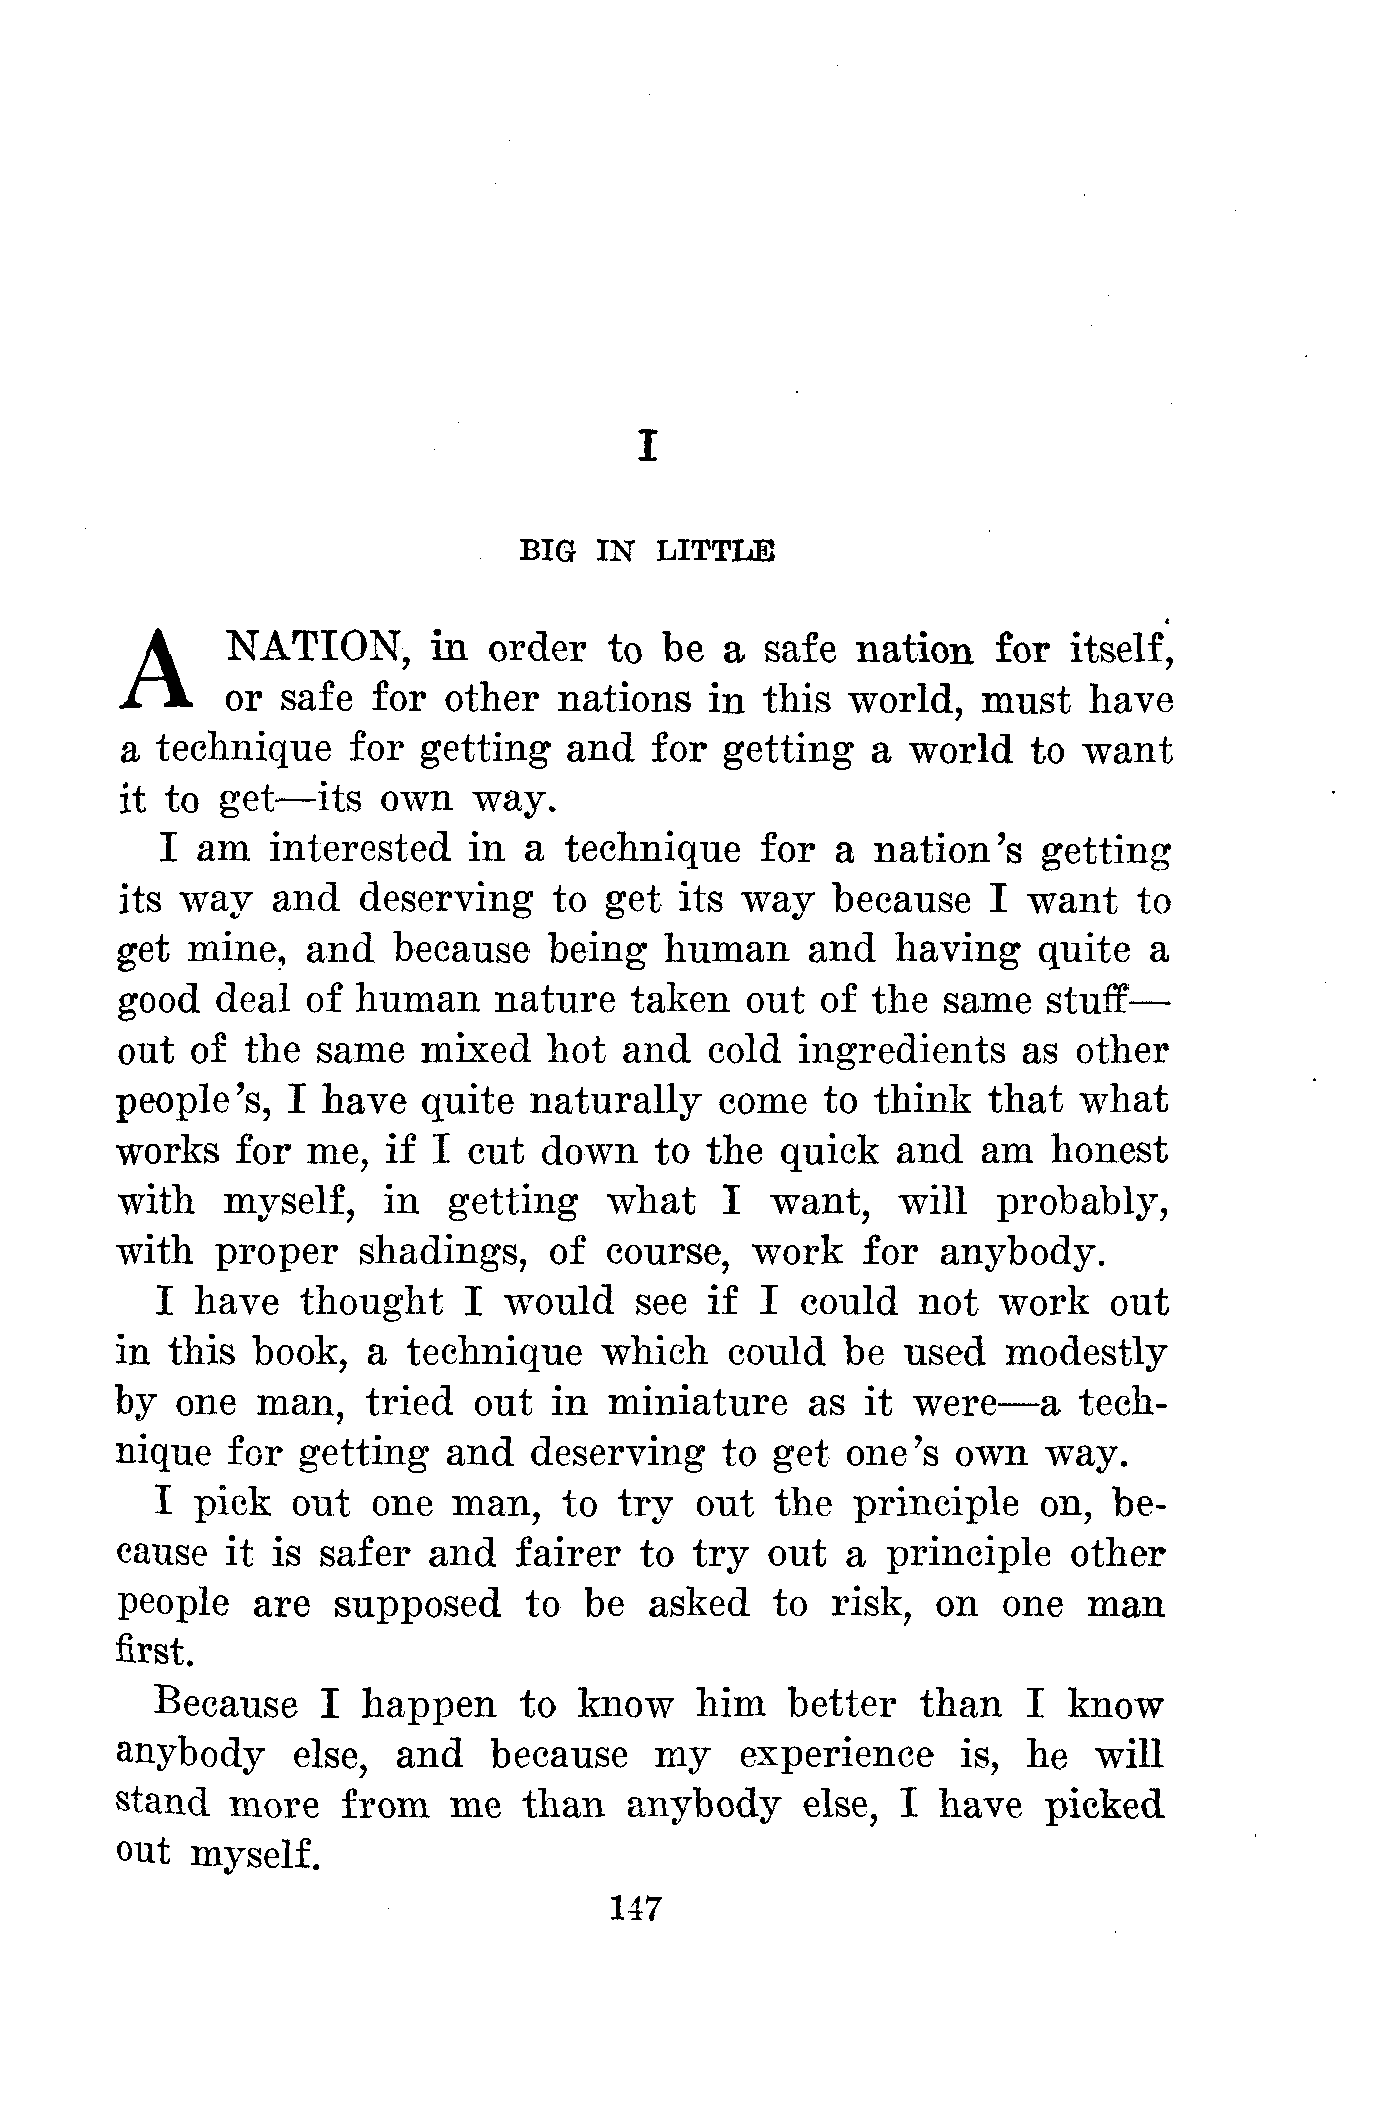 I
BIG IN LITTLE
A NATION, in order to be a safe nation for itself,
or safe for other nations in this world, must have
a technique for getting and for getting a world to want
it to get—its own way.
I am interested in a technique for a nation's getting
its way and deserving to get its way because I want to
get mine, and because being human and having quite a
good deal of human nature taken out of the same stuff—
out of the same mixed hot and cold ingredients as other
people's, I have quite naturally come to think that what
works for me, if I cut down to the quick and am honest
with myself, in getting what I want, will probably,
with proper shadings, of course, work for anybody.
I have thought I would see if I could not work out
in this book, a technique which could be used modestly
by one man, tried out in miniature as it were—a tech-
nique for getting and deserving to get one's own way.
I pick out one man, to try out the principle on, be-
cause it is safer and fairer to try out a principle other
people are supposed to be asked to risk, on one man
first.
Because I happen to know him better than I know
anybody else, and because my experience is, he will
stand more from me than anybody else, I have picked
out myself.
147